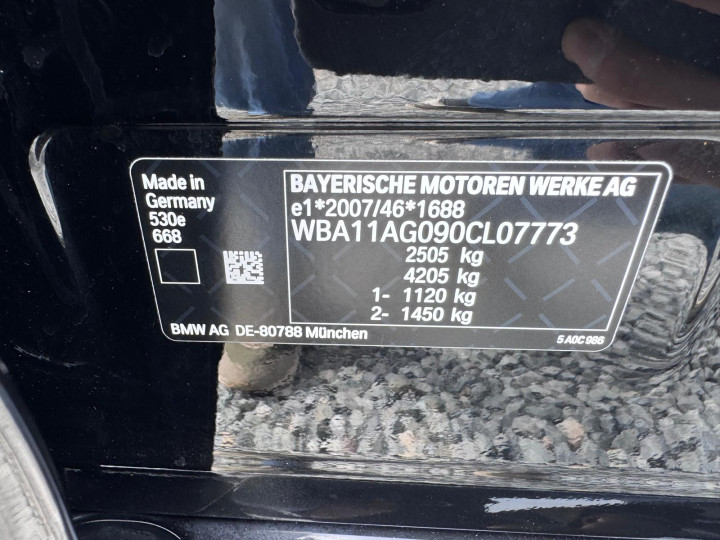 Made in
Germany
530e
668
BAYERISCHE MOTOREN WERKE AG
e1*2007/46*1688
WBA11AG090CL07773
2505 kg
4205 kg
1- 1120 kg
2- 1450 kg
BMW AG DE-80788 München
5 A0C 986